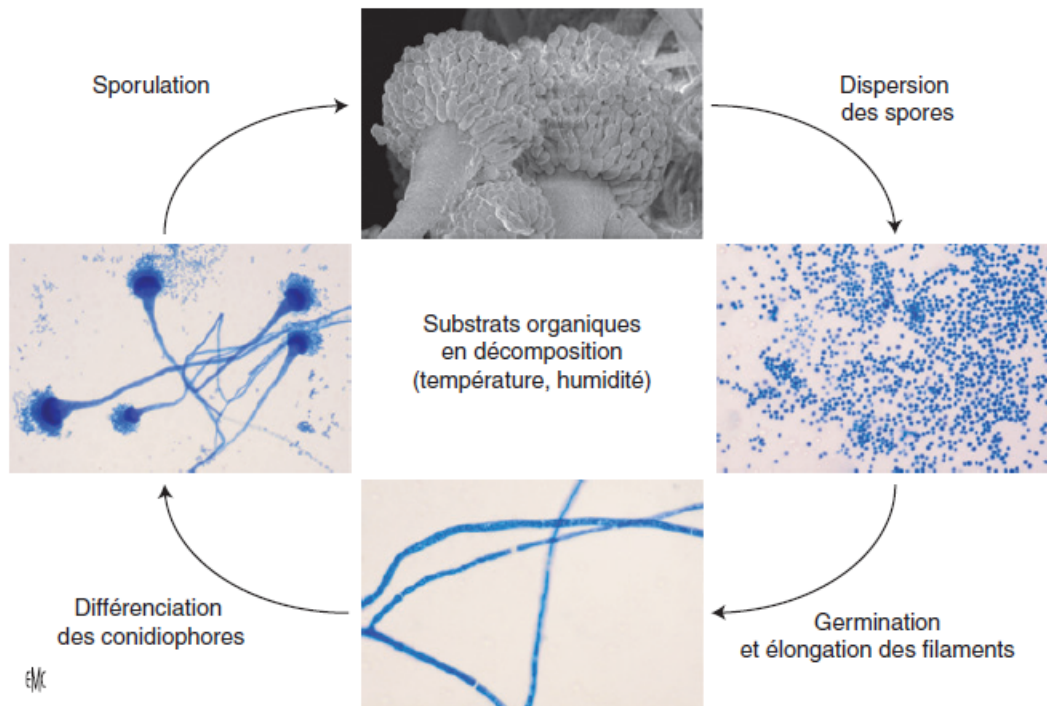 Sporulation
Dispersion
des spores
Substrats organiques
en décomposition
(température, humidité)
Différenciation
des conidiophores
Germination
et élongation des filaments
EMC